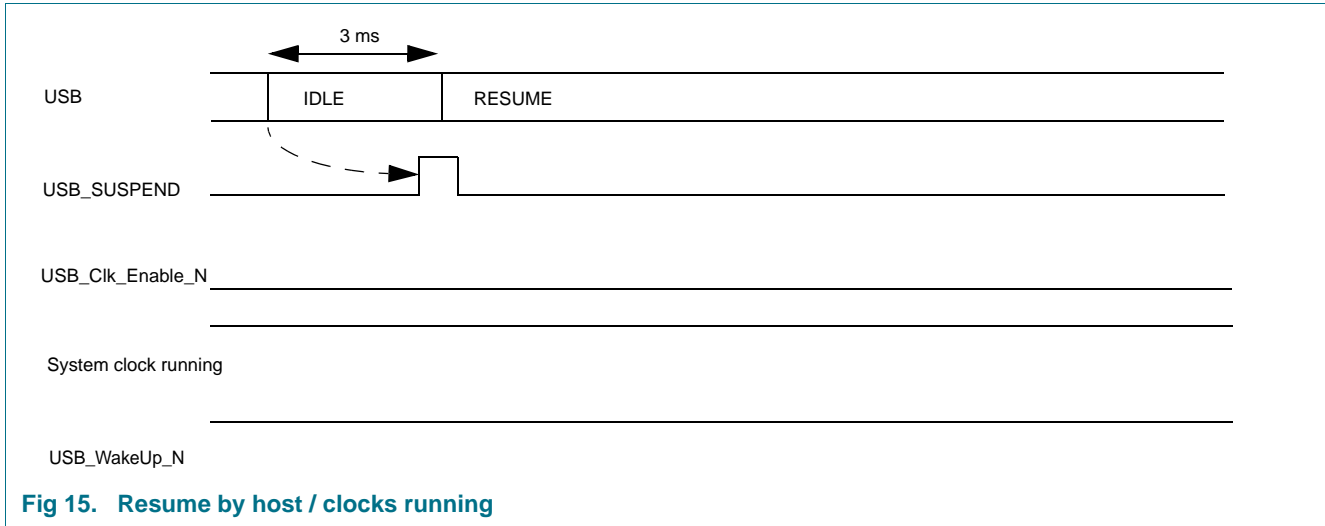 3 ms
USB
IDLE
RESUME
USB_SUSPEND
USB_Clk_Enable_N
System clock running
USB_WakeUp_N
Fig 15. Resume by host / clocks running